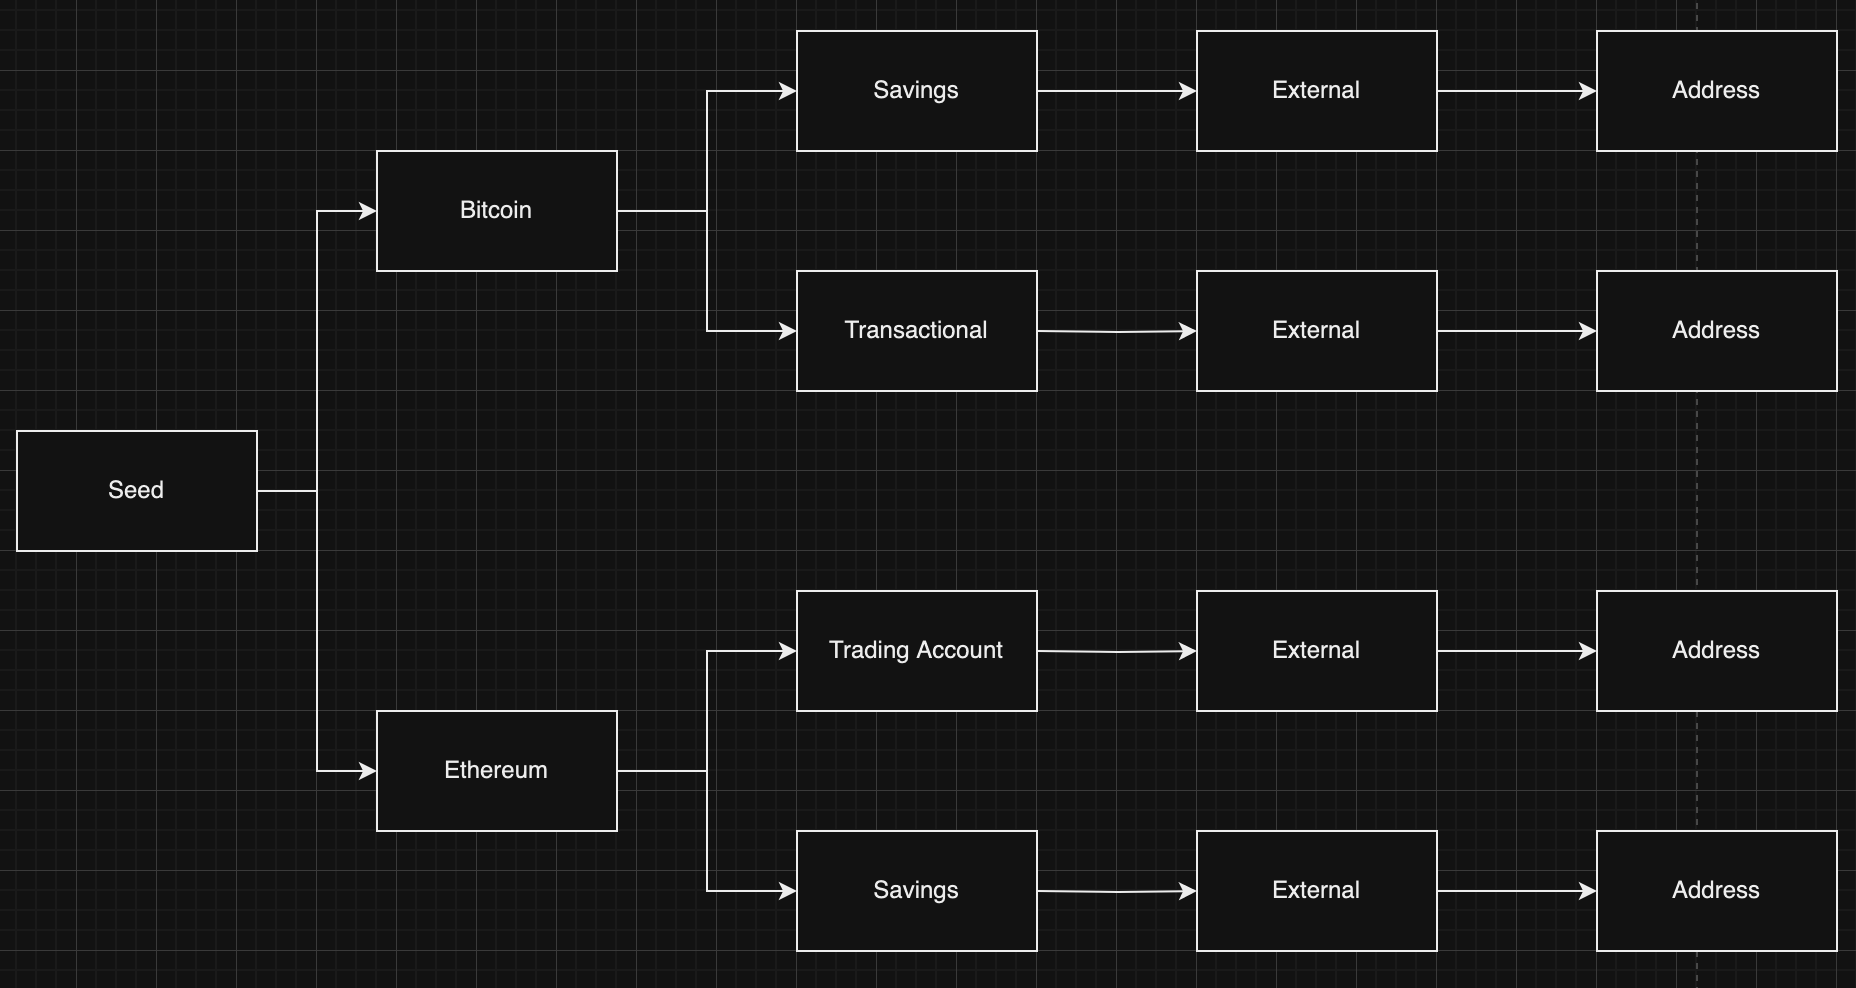 Savings
External
Address
Bitcoin
Transactional
External
Address
Seed
Trading Account
External
Address
Ethereum
Savings
External
Address